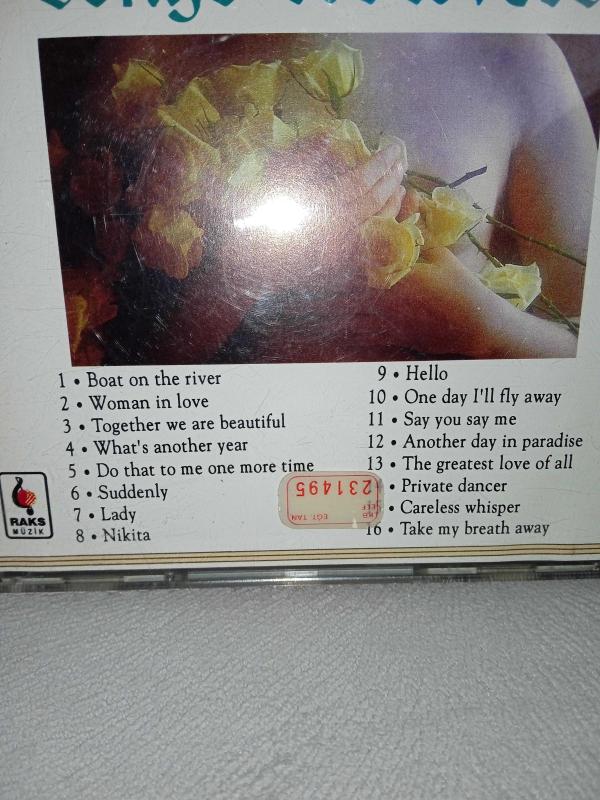 1 • Boat on the river
2 • Woman in love
3 • Together we are beautiful
4 • What's another year
5 • Do that to me one more time
6 • Suddenly
7 • Lady
8 • Nikita
9 • Hello
10 • One day I'll fly away
11 • Say you say me
12 • Another day in paradise
13 • The greatest love of all
• Private dancer
• Careless whisper
16 • Take my breath away
RAKS
MÜZİK
231495
EGT. TAN